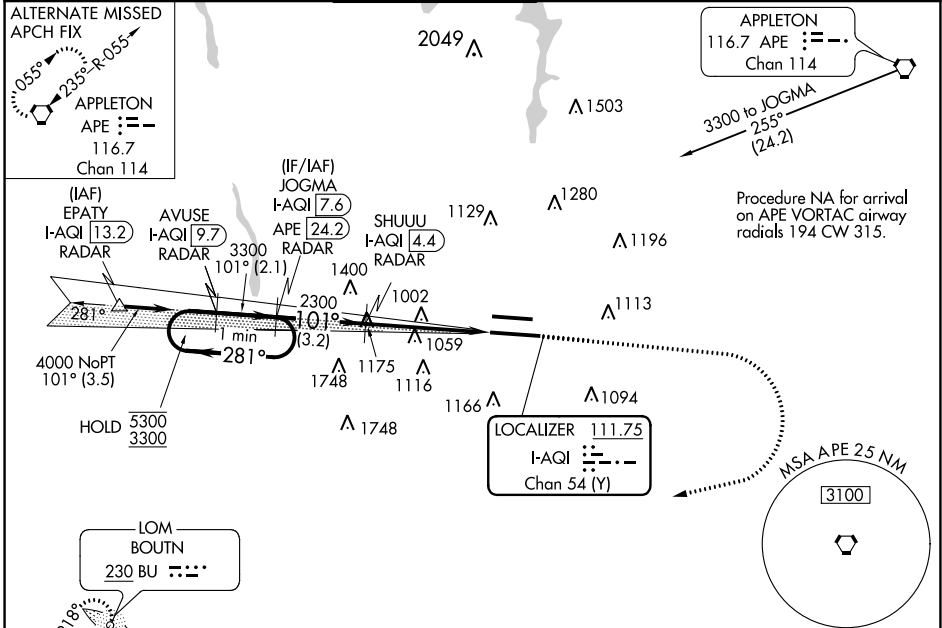 ALTERNATE MISSED
APCH FIX
055°
235°
R-055
APPLETON
APE
116.7
Chan 114
2049
1503
APPLETON
116.7 APE
Chan 114
3300 to JOGMA
255°
(24.2)
Procedure NA for arrival
on APE VORTAC airway
radials 194 CW 315.
(IAF)
EPATY
I-AQI 13.2
RADAR
AVUSE
I-AQI 9.7
RADAR
(IF/IAF)
JOGMA
I-AQI 7.6
APE 24.2
RADAR
3300
101° (2.1)
SHUUU
I-AQI 4.4
RADAR
1129
1280
1196
1400
1002
1113
281°
2300
101°
(3.2)
1 min
281°
1059
4000 NoPT
101° (3.5)
1748
1175
1116
HOLD 5300
3300
1748
1166
1094
LOCALIZER 111.75
I-AQI
Chan 54 (Y)
MSA APE 25 NM
3100
LOM
BOUTN
230 BU
018°